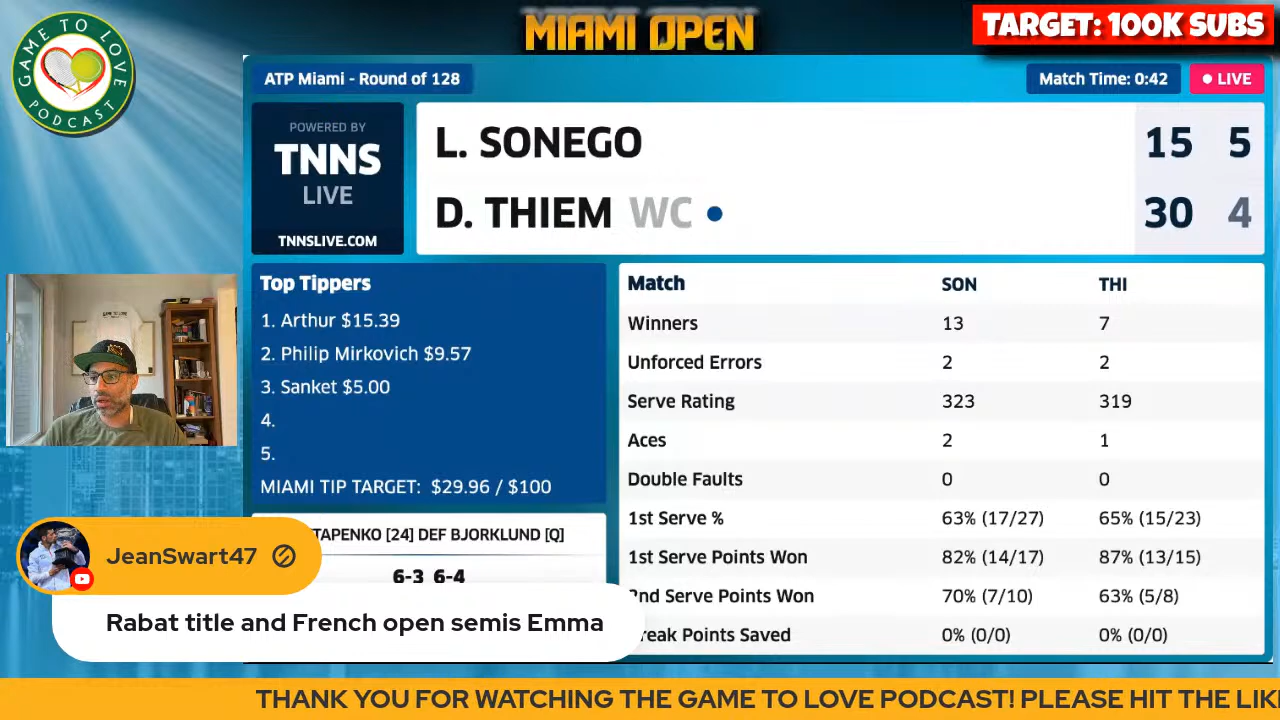 GAME TO LOVE
PODCAST
MIAMI OPEN
TARGET: 100K SUBS
ATP Miami - Round of 128
Match Time: 0:42
LIVE
POWERED BY
TNNS
LIVE
TNNSLIVE.COM
L. SONEGO 15 5
D. THIEM WC 30 4
Top Tippers
1. Arthur $15.39
2. Philip Mirkovich $9.57
3. Sanket $5.00
4.
5.
MIAMI TIP TARGET: $29.96 / $100
TAPENKO [24] DEF BJORKLUND [Q]
6-3 6-4
Match SON THI
Winners 13 7
Unforced Errors 2 2
Serve Rating 323 319
Aces 2 1
Double Faults 0 0
1st Serve % 63% (17/27) 65% (15/23)
1st Serve Points Won 82% (14/17) 87% (13/15)
2nd Serve Points Won 70% (7/10) 63% (5/8)
reak Points Saved 0% (0/0) 0% (0/0)
JeanSwart47
Rabat title and French open semis Emma
THANK YOU FOR WATCHING THE GAME TO LOVE PODCAST! PLEASE HIT THE LIK